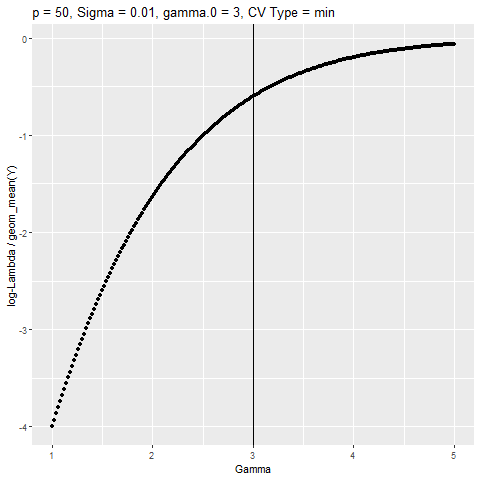 p = 50, Sigma = 0.01, gamma.0 = 3, CV Type = min
log-Lambda / geom_mean(Y)
0
-1
-2
-3
-4
1 2 3 4 5
Gamma